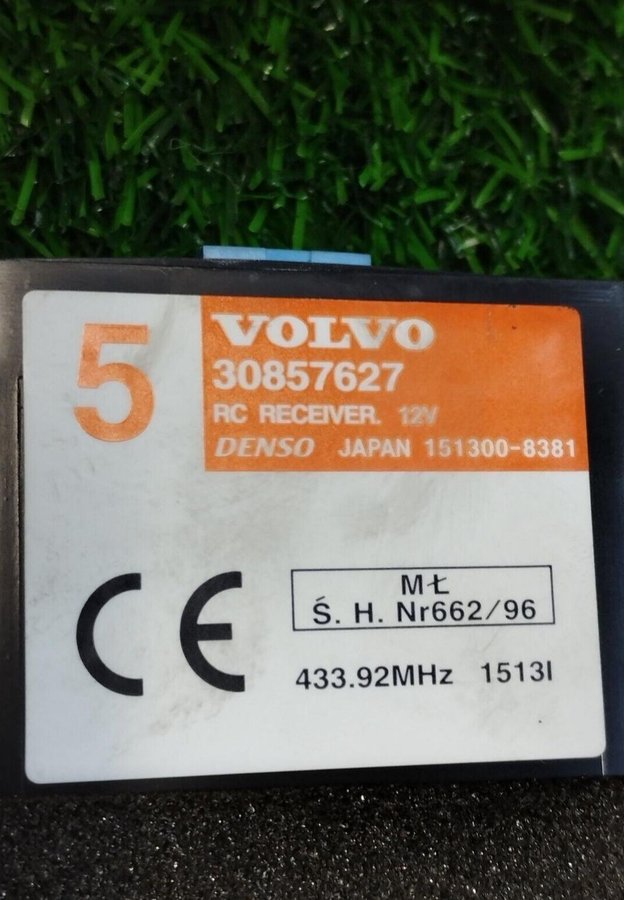 5
VOLVO
30857627
RC RECEIVER. 12V
DENSO JAPAN 151300-8381
CE
MŁ
Ś. H. Nr662/96
433.92MHz 1513I